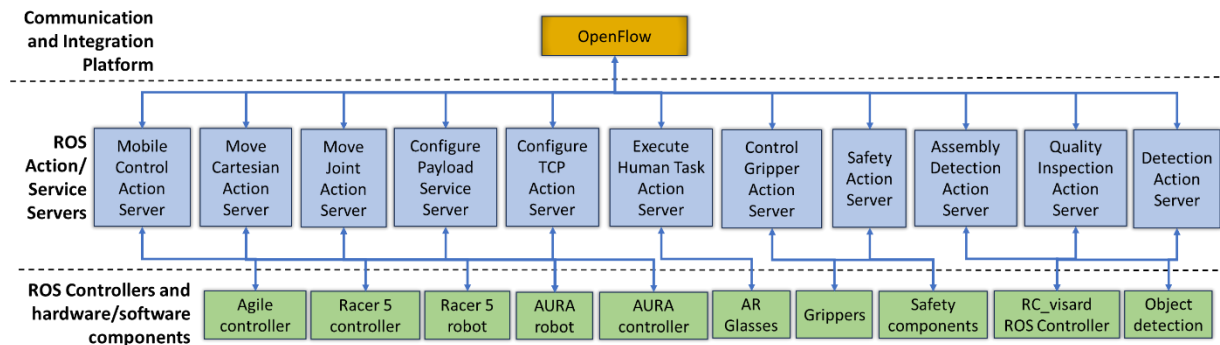 Communication
and Integration
Platform
OpenFlow
ROS
Action/
Service
Servers
Mobile
Control
Action
Server
Move
Cartesian
Action
Server
Move
Joint
Action
Server
Configure
Payload
Service
Server
Configure
TCP
Action
Server
Execute
Human Task
Action
Server
Control
Gripper
Action
Server
Safety
Action
Server
Assembly
Detection
Action
Server
Quality
Inspection
Action
Server
Detection
Action
Server
ROS Controllers and
hardware/software
components
Agile
controller
Racer 5
controller
Racer 5
robot
AURA
robot
AURA
controller
AR
Glasses
Grippers
Safety
components
RC_visard
ROS Controller
Object
detection